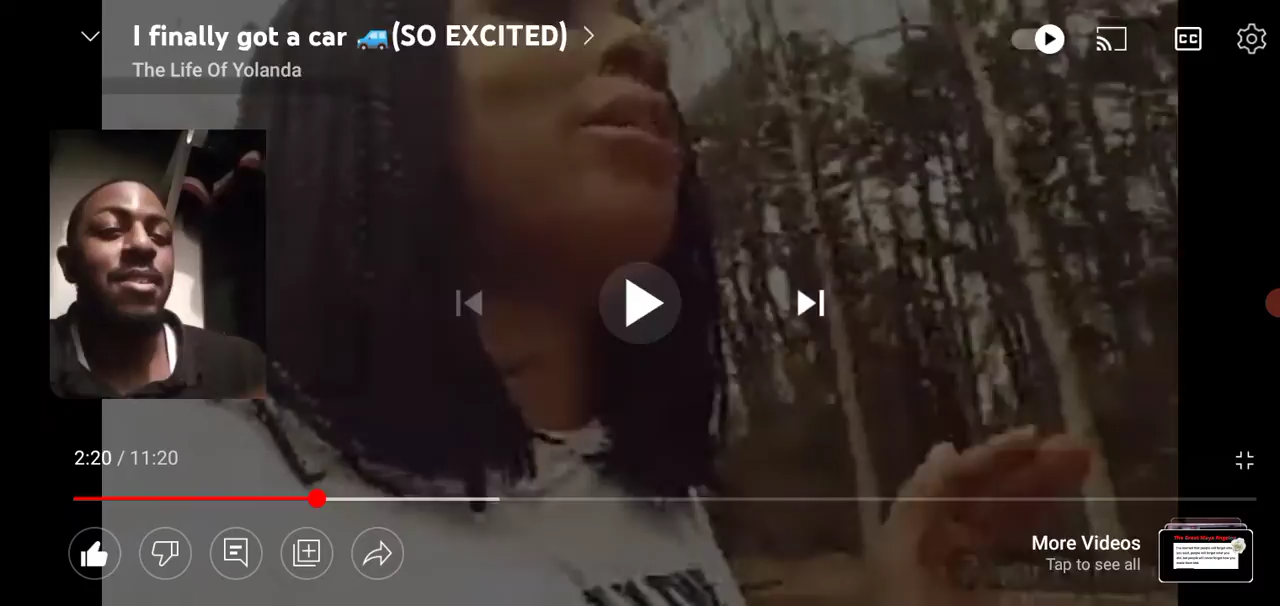 I finally got a car 🚙(SO EXCITED)
The Life Of Yolanda
CC
2:20 / 11:20
More Videos
Tap to see all